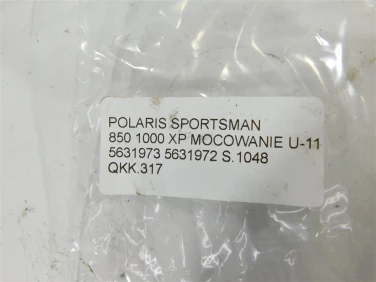 POLARIS SPORTSMAN
850 1000 XP MOCOWANIE U-11
5631973 5631972 S.1048
QKK.317